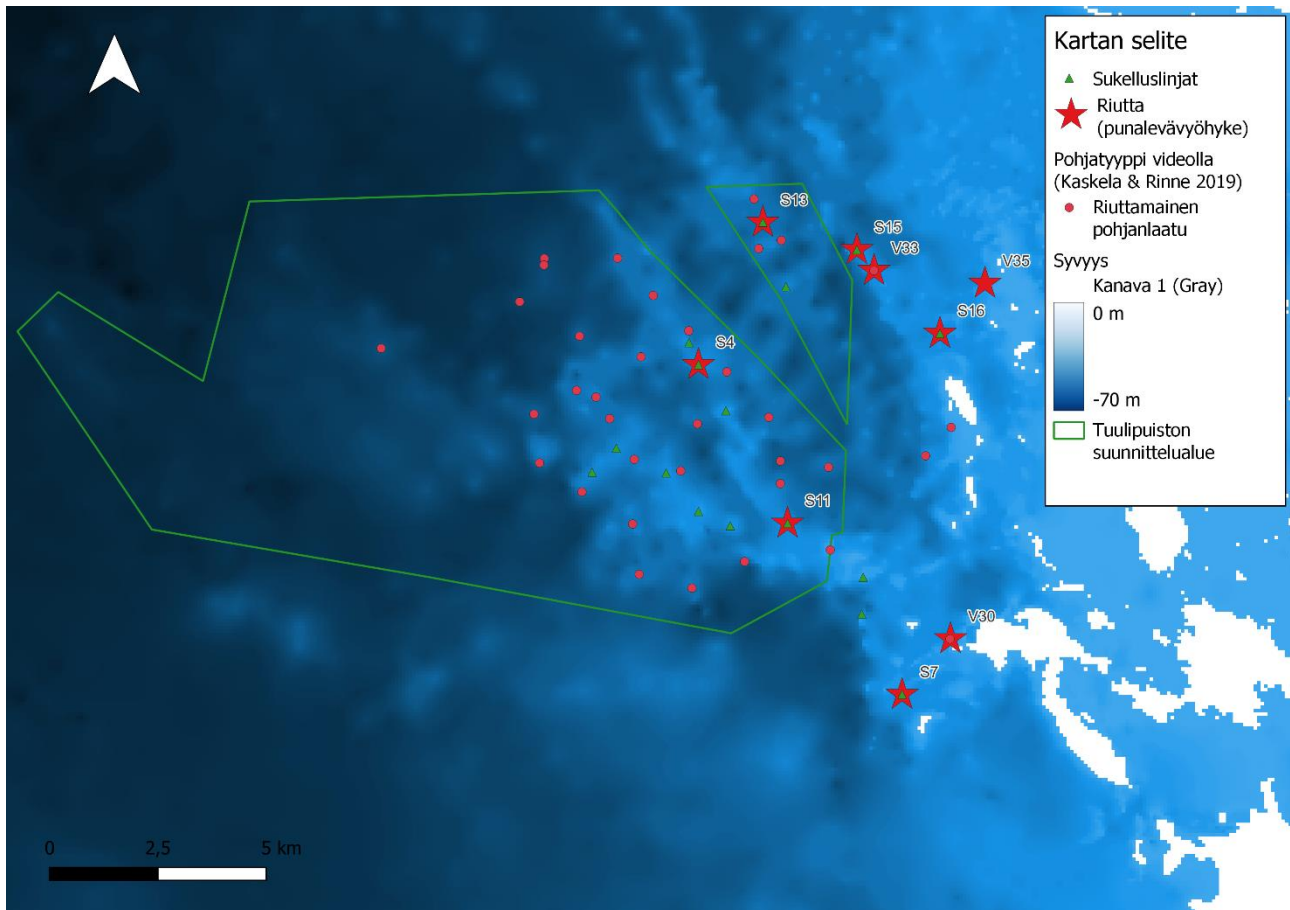 Kartan selite
Sukelluslinjat
Riutta
(punalevävyöhyke)
Pohjatyyppi videolla
(Kaskela & Rinne 2019)
Riuttamainen
pohjanlaatu
Syvyys
Kanava 1 (Gray)
0 m
-70 m
Tuulipuiston
suunnittelualue
S13
S15
V33
V35
S16
S4
S11
V30
S7
0 2,5 5 km